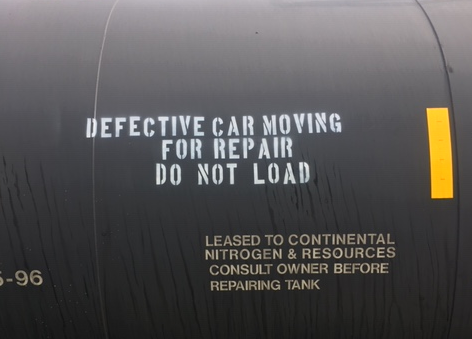 DEFECTIVE CAR MOVING
FOR REPAIR
DO NOT LOAD
LEASED TO CONTINENTAL
NITROGEN & RESOURCES
CONSULT OWNER BEFORE
REPAIRING TANK
-96